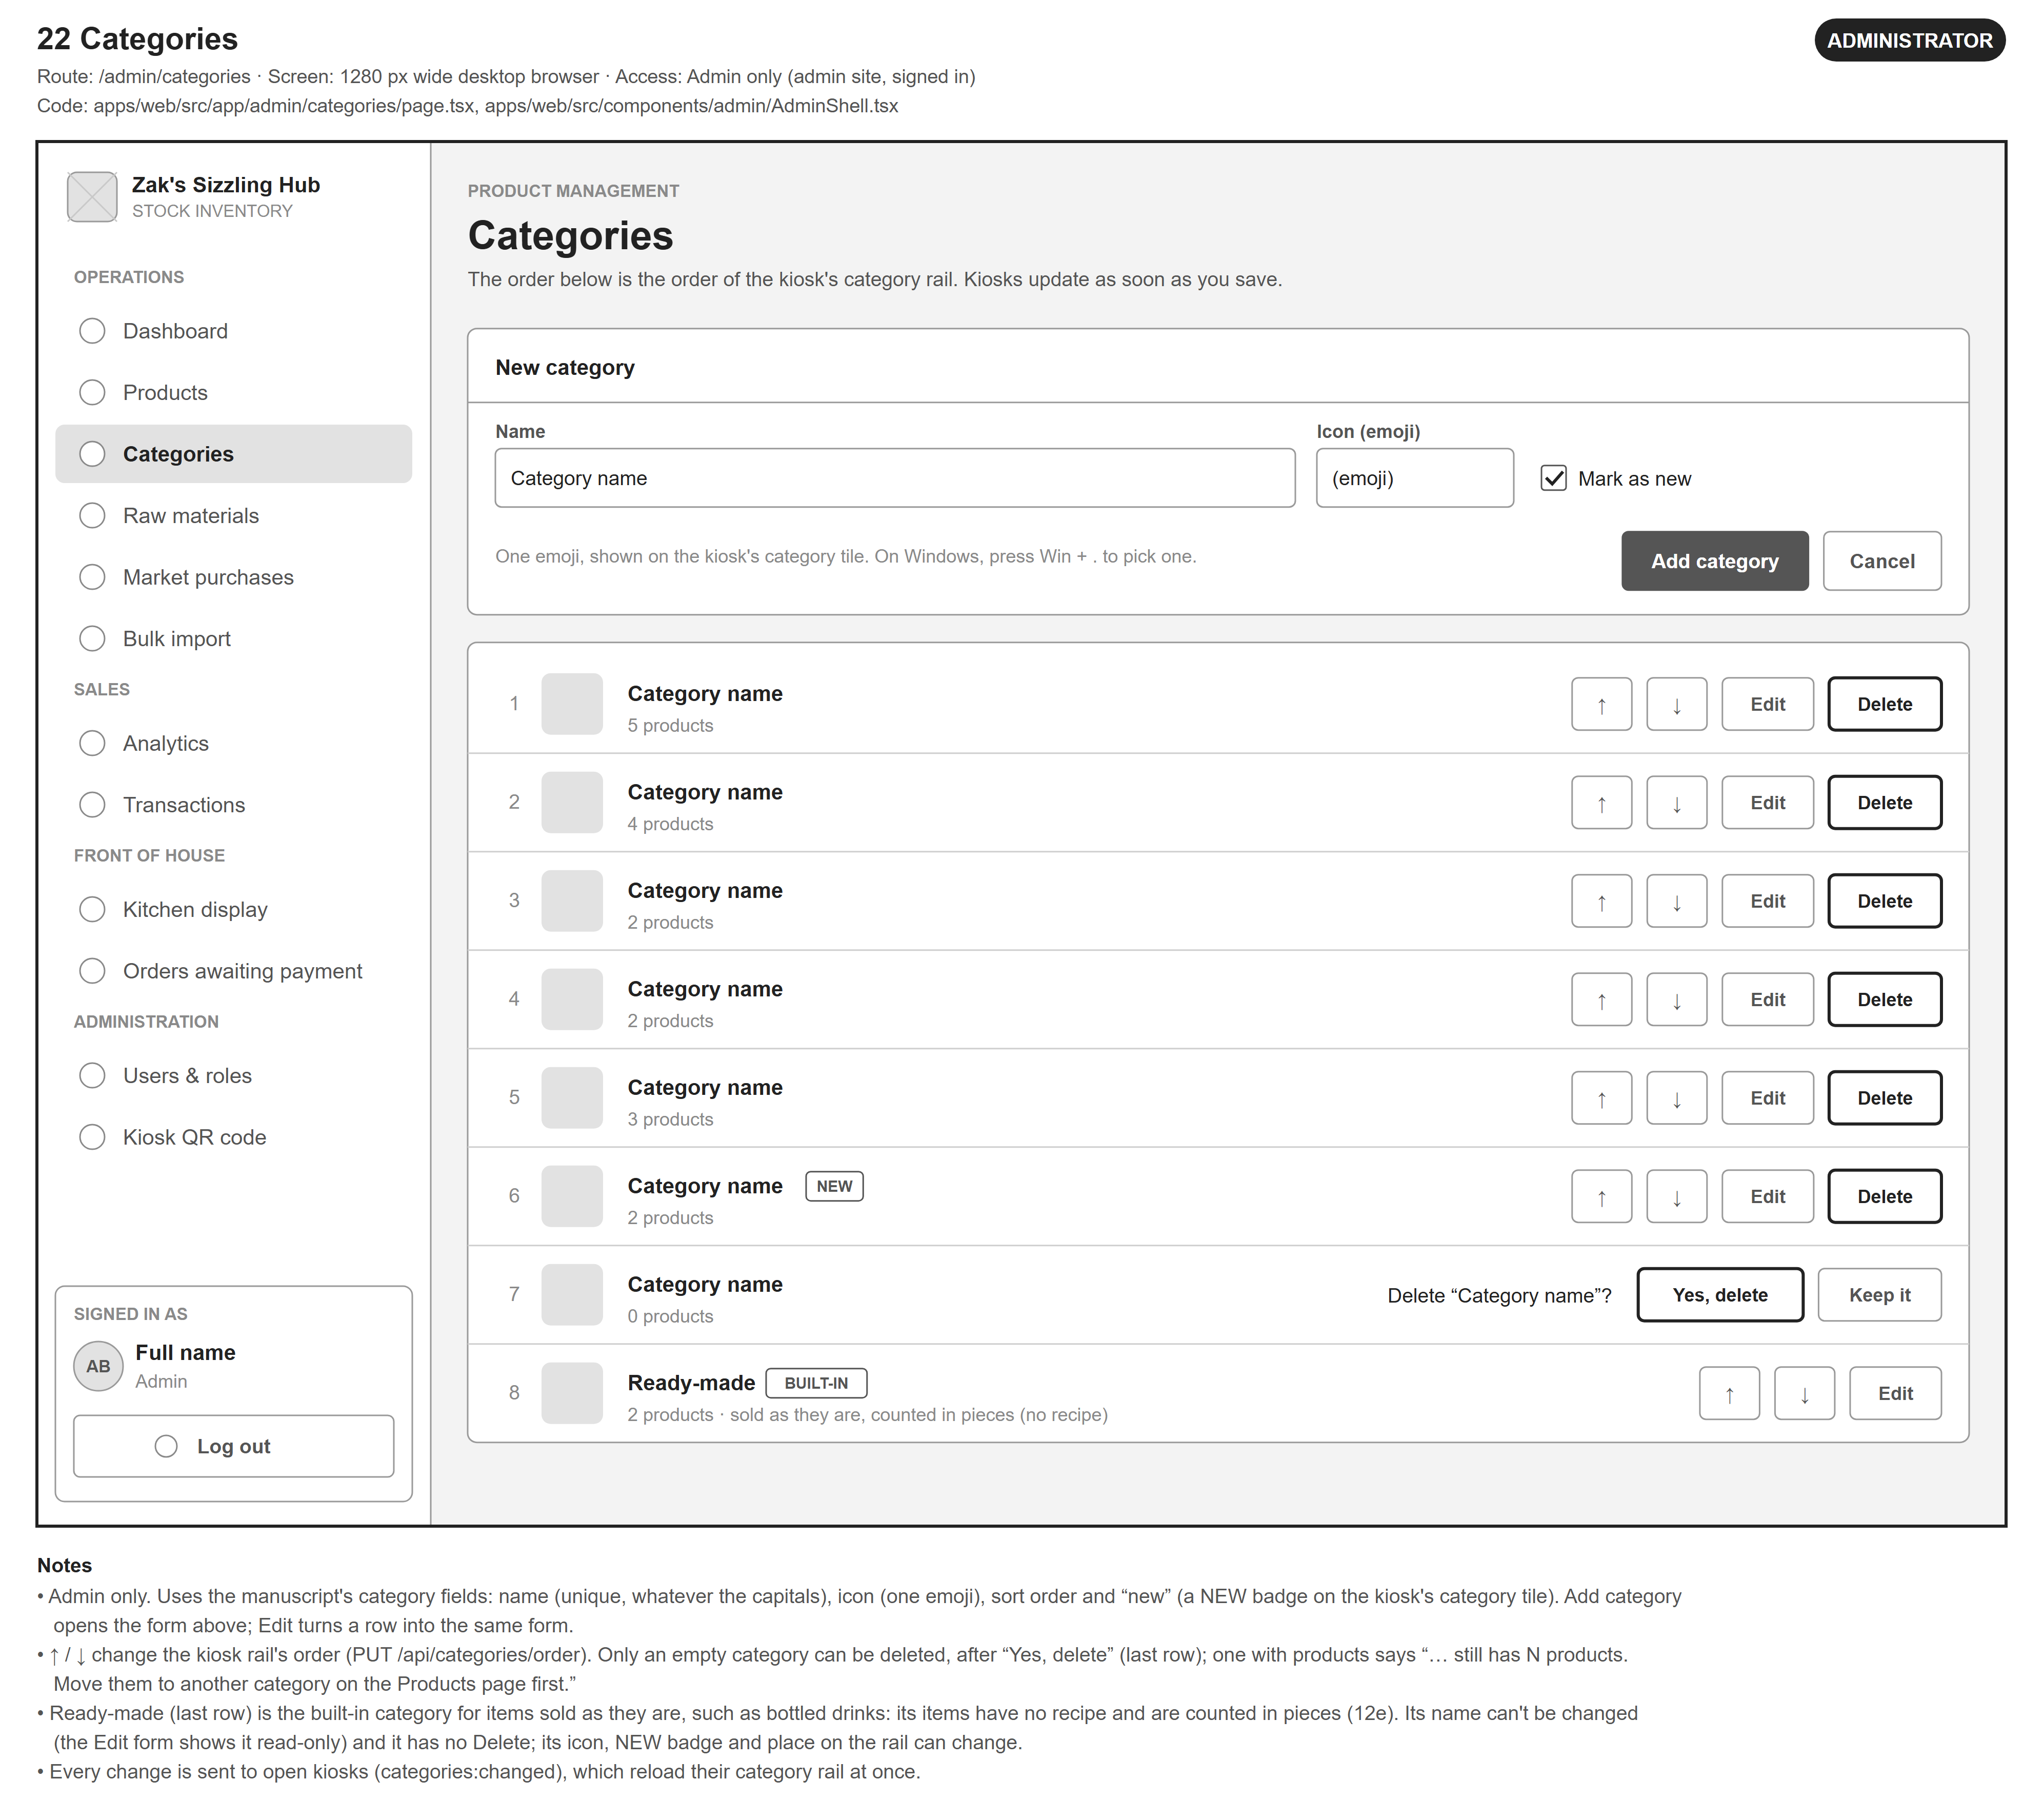 22 Categories
ADMINISTRATOR
Route: /admin/categories · Screen: 1280 px wide desktop browser · Access: Admin only (admin site, signed in)
Code: apps/web/src/app/admin/categories/page.tsx, apps/web/src/components/admin/AdminShell.tsx
Zak's Sizzling Hub
STOCK INVENTORY
OPERATIONS
Dashboard
Products
Categories
Raw materials
Market purchases
Bulk import
SALES
Analytics
Transactions
FRONT OF HOUSE
Kitchen display
Orders awaiting payment
ADMINISTRATION
Users & roles
Kiosk QR code
SIGNED IN AS
AB
Full name
Admin
Log out
PRODUCT MANAGEMENT
Categories
The order below is the order of the kiosk's category rail. Kiosks update as soon as you save.
New category
Name
Icon (emoji)
Category name
(emoji)
Mark as new
One emoji, shown on the kiosk's category tile. On Windows, press Win + . to pick one.
Add category
Cancel
1
Category name
5 products
↑ ↓ Edit Delete
2
Category name
4 products
↑ ↓ Edit Delete
3
Category name
2 products
↑ ↓ Edit Delete
4
Category name
2 products
↑ ↓ Edit Delete
5
Category name
3 products
↑ ↓ Edit Delete
6
Category name NEW
2 products
↑ ↓ Edit Delete
7
Category name
0 products
Delete “Category name”? Yes, delete Keep it
8
Ready-made BUILT-IN
2 products · sold as they are, counted in pieces (no recipe)
↑ ↓ Edit
Notes
• Admin only. Uses the manuscript's category fields: name (unique, whatever the capitals), icon (one emoji), sort order and “new” (a NEW badge on the kiosk's category tile). Add category
opens the form above; Edit turns a row into the same form.
• ↑ / ↓ change the kiosk rail's order (PUT /api/categories/order). Only an empty category can be deleted, after “Yes, delete” (last row); one with products says “… still has N products.
Move them to another category on the Products page first.”
• Ready-made (last row) is the built-in category for items sold as they are, such as bottled drinks: its items have no recipe and are counted in pieces (12e). Its name can't be changed
(the Edit form shows it read-only) and it has no Delete; its icon, NEW badge and place on the rail can change.
• Every change is sent to open kiosks (categories:changed), which reload their category rail at once.